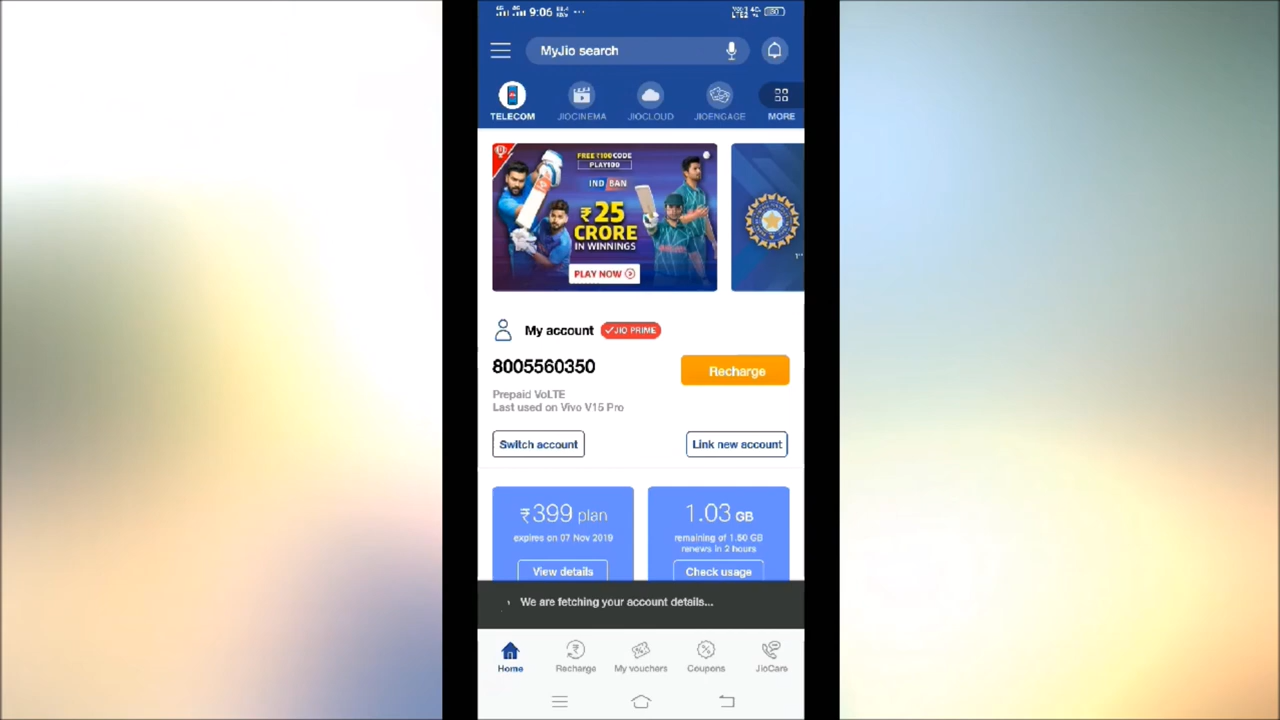 9:06
MyJio search
TELECOM
JIOCINEMA
JIOCLOUD
JIOENGAGE
MORE
FREE ₹100 CODE
PLAY100
IND BAN
₹25
CRORE
IN WINNINGS
PLAY NOW
My account
JIO PRIME
8005560350
Recharge
Prepaid VoLTE
Last used on Vivo V15 Pro
Switch account
Link new account
₹399 plan
expires on 07 Nov 2019
View details
1.03 GB
remaining of 1.50 GB
renews in 2 hours
Check usage
We are fetching your account details...
Home
Recharge
My vouchers
Coupons
JioCare